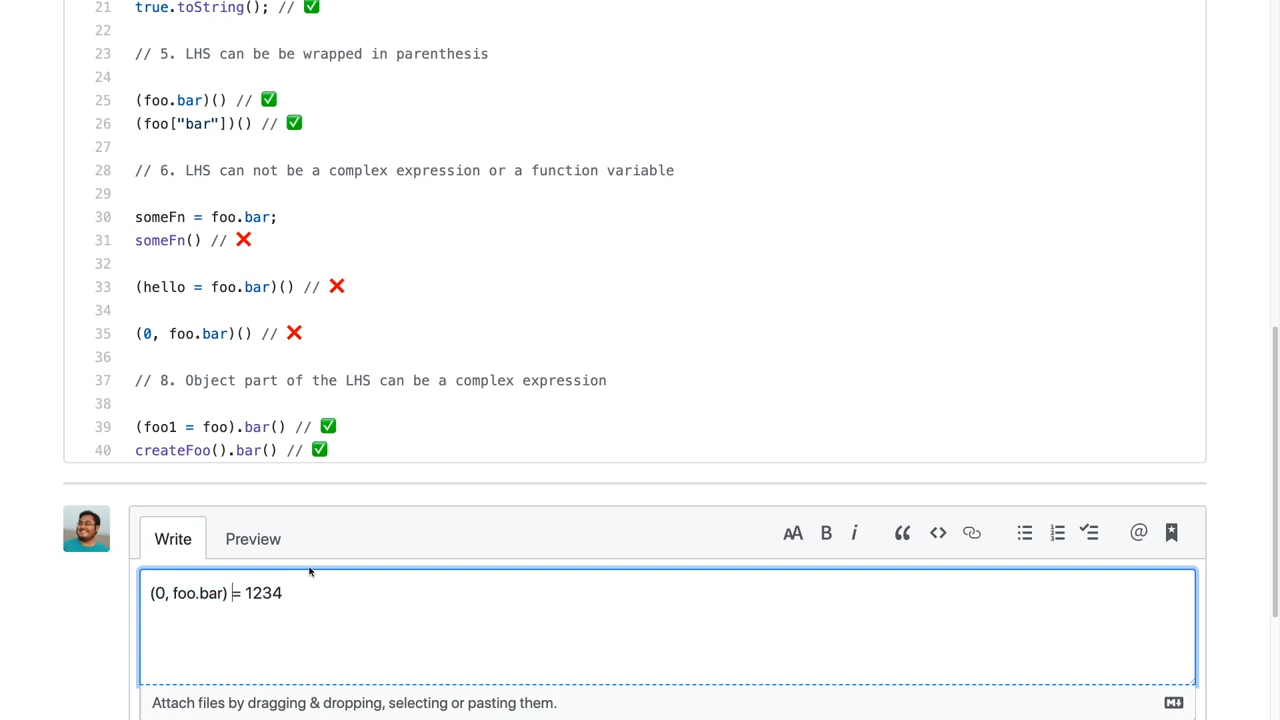 21 true.toString(); // ✅
22
23 // 5. LHS can be be wrapped in parenthesis
24
25 (foo.bar)() // ✅
26 (foo["bar"])() // ✅
27
28 // 6. LHS can not be a complex expression or a function variable
29
30 someFn = foo.bar;
31 someFn() // ❌
32
33 (hello = foo.bar)() // ❌
34
35 (0, foo.bar)() // ❌
36
37 // 8. Object part of the LHS can be a complex expression
38
39 (foo1 = foo).bar() // ✅
40 createFoo().bar() // ✅
Write Preview AA B i @
(0, foo.bar) = 1234
Attach files by dragging & dropping, selecting or pasting them. M↓